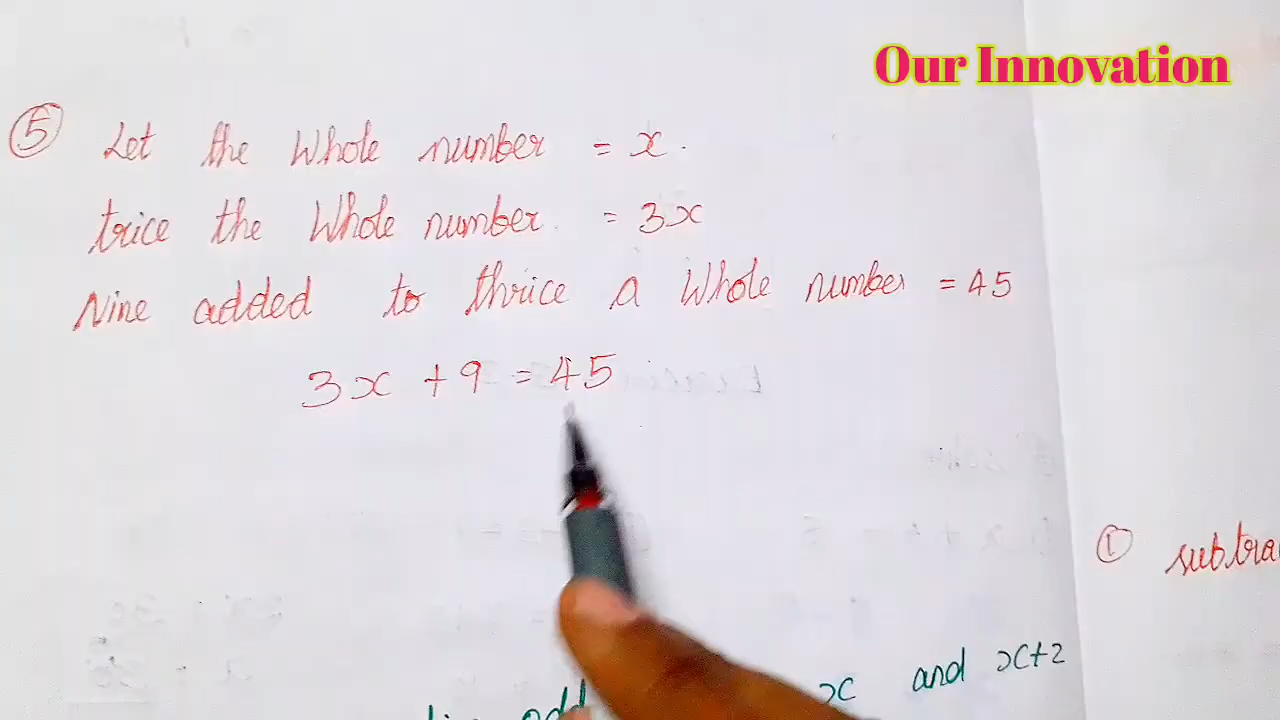 Our Innovation
⑤ Let the Whole number = x.
trice the Whole number = 3x
Nine added to thrice a Whole number = 45
3x + 9 = 45
① subtra
odd x and x+2